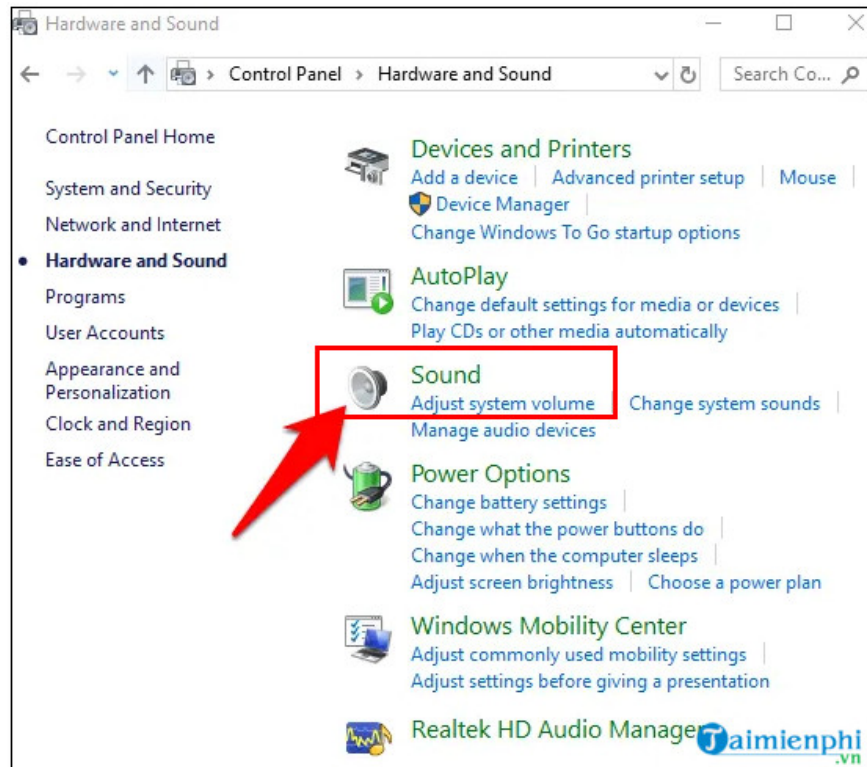 Hardware and Sound
Control Panel > Hardware and Sound
Search Co...
Control Panel Home
System and Security
Network and Internet
Hardware and Sound
Programs
User Accounts
Appearance and
Personalization
Clock and Region
Ease of Access
Devices and Printers
Add a device
Advanced printer setup
Mouse
Device Manager
Change Windows To Go startup options
AutoPlay
Change default settings for media or devices
Play CDs or other media automatically
Sound
Adjust system volume
Change system sounds
Manage audio devices
Power Options
Change battery settings
Change what the power buttons do
Change when the computer sleeps
Adjust screen brightness
Choose a power plan
Windows Mobility Center
Adjust commonly used mobility settings
Adjust settings before giving a presentation
Realtek HD Audio Manager
Taimienphi
.vn